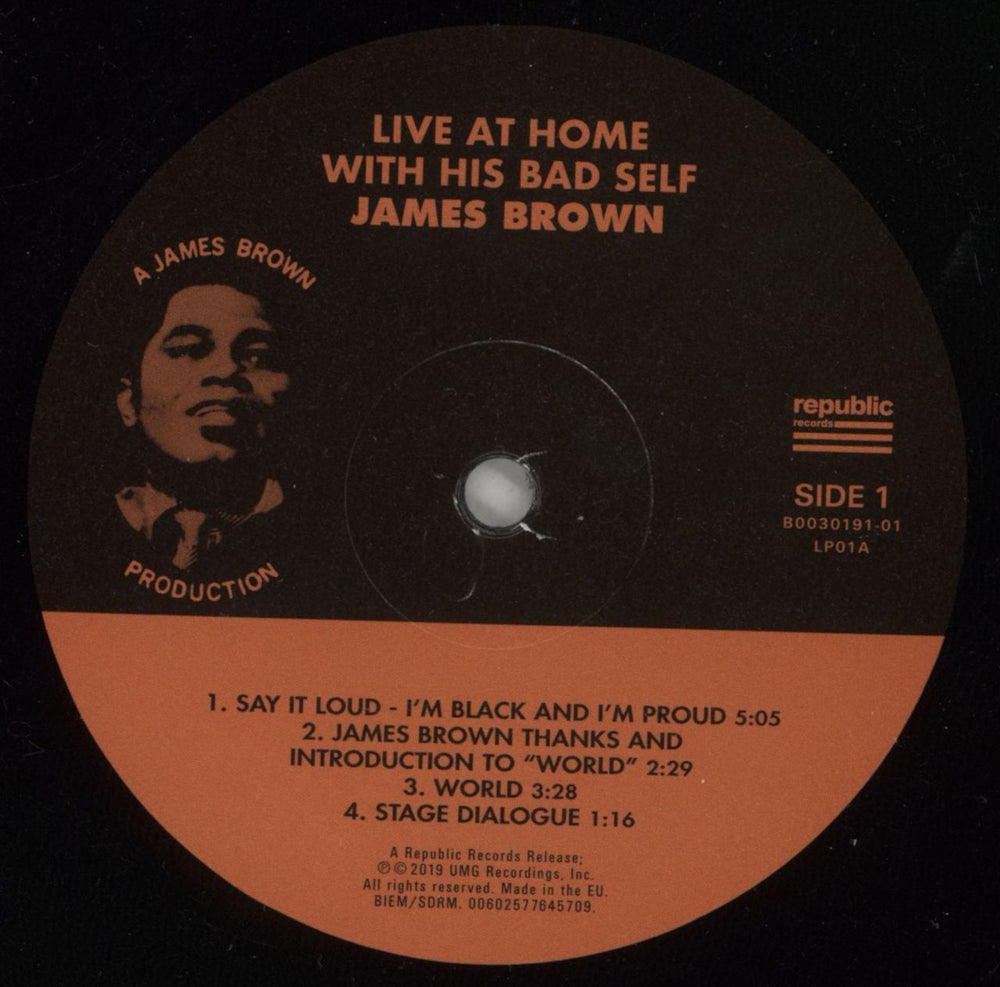 LIVE AT HOME
WITH HIS BAD SELF
JAMES BROWN
A JAMES BROWN
PRODUCTION
republic
records
SIDE 1
B0030191-01
LP01A
1. SAY IT LOUD - I'M BLACK AND I'M PROUD 5:05
2. JAMES BROWN THANKS AND
INTRODUCTION TO “WORLD” 2:29
3. WORLD 3:28
4. STAGE DIALOGUE 1:16
A Republic Records Release;
℗ © 2019 UMG Recordings, Inc.
All rights reserved. Made in the EU.
BIEM/SDRM. 00602577645709.